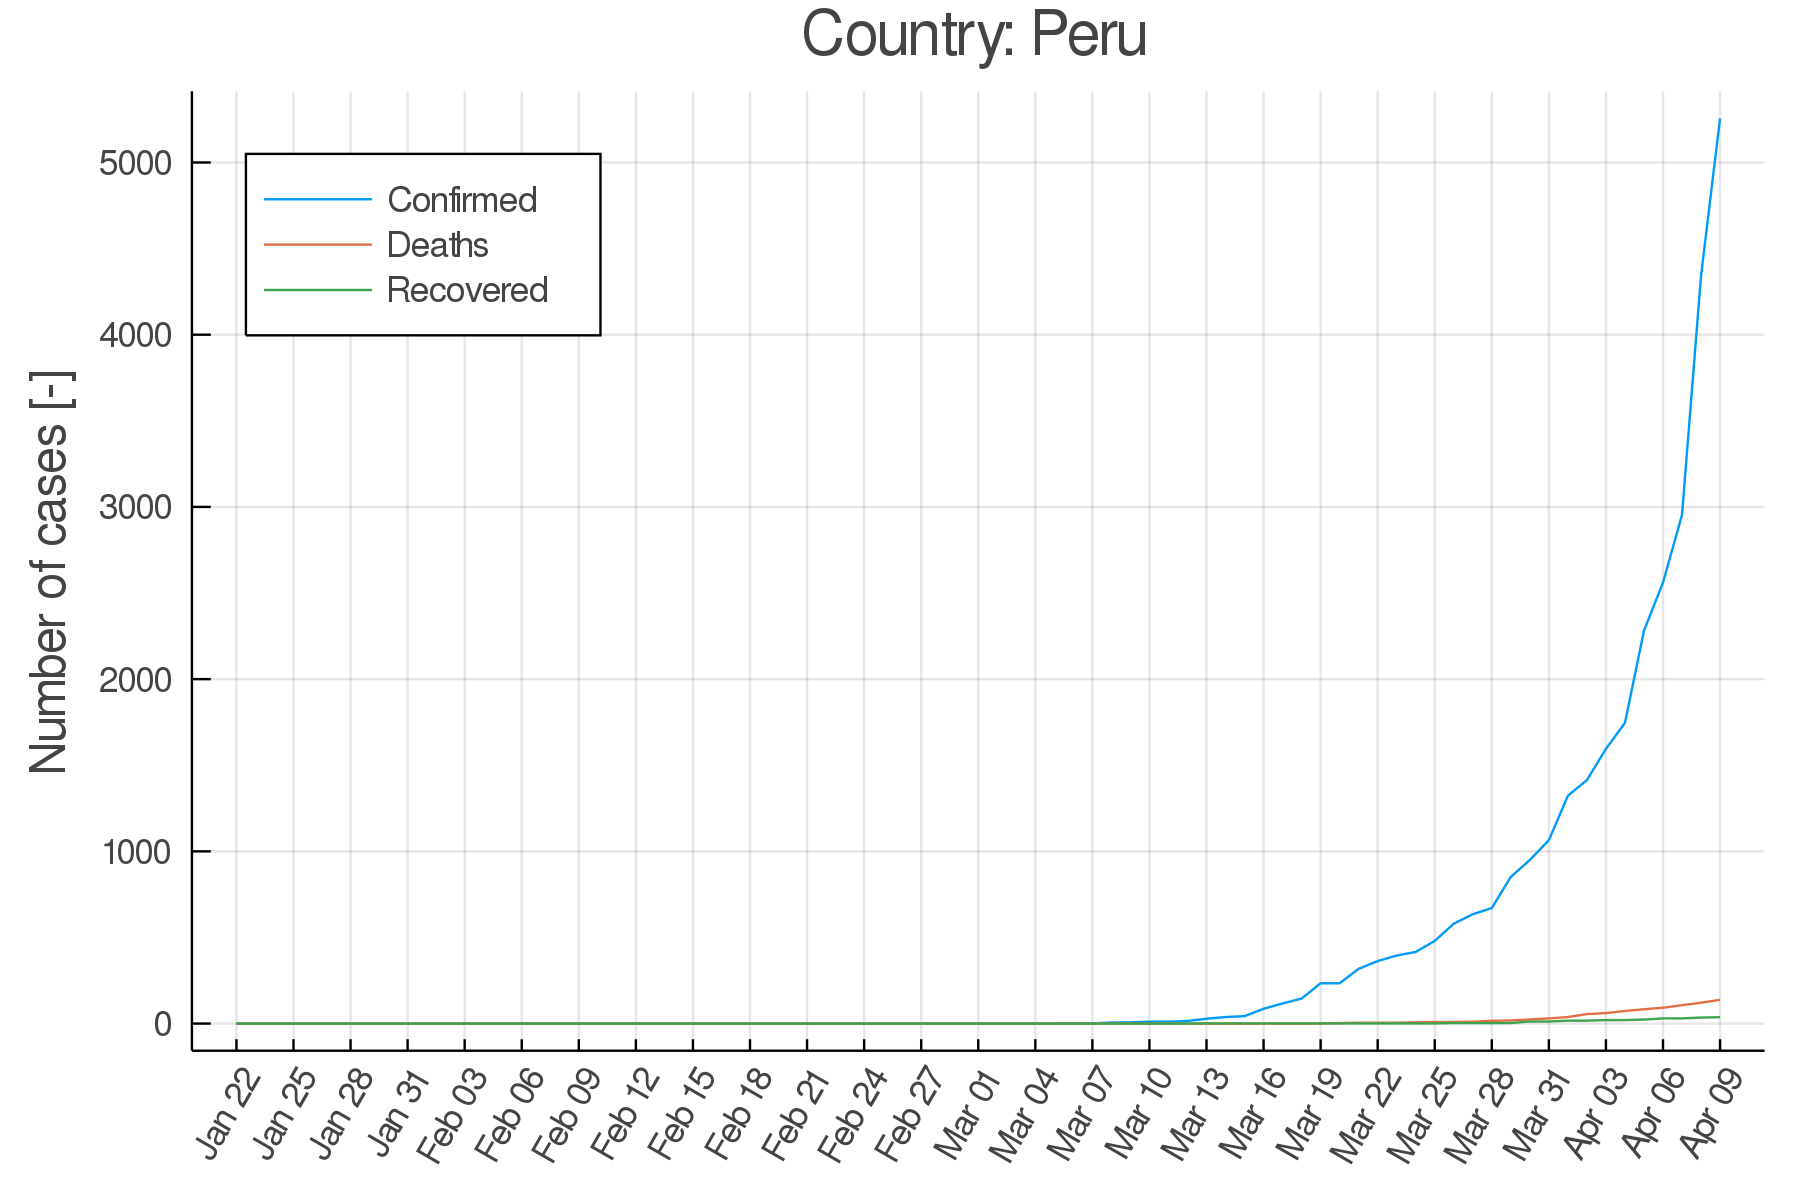 Country: Peru
Number of cases [-]
5000
4000
3000
2000
1000
0
Confirmed
Deaths
Recovered
Jan 22
Jan 25
Jan 28
Jan 31
Feb 03
Feb 06
Feb 09
Feb 12
Feb 15
Feb 18
Feb 21
Feb 24
Feb 27
Mar 01
Mar 04
Mar 07
Mar 10
Mar 13
Mar 16
Mar 19
Mar 22
Mar 25
Mar 28
Mar 31
Apr 03
Apr 06
Apr 09